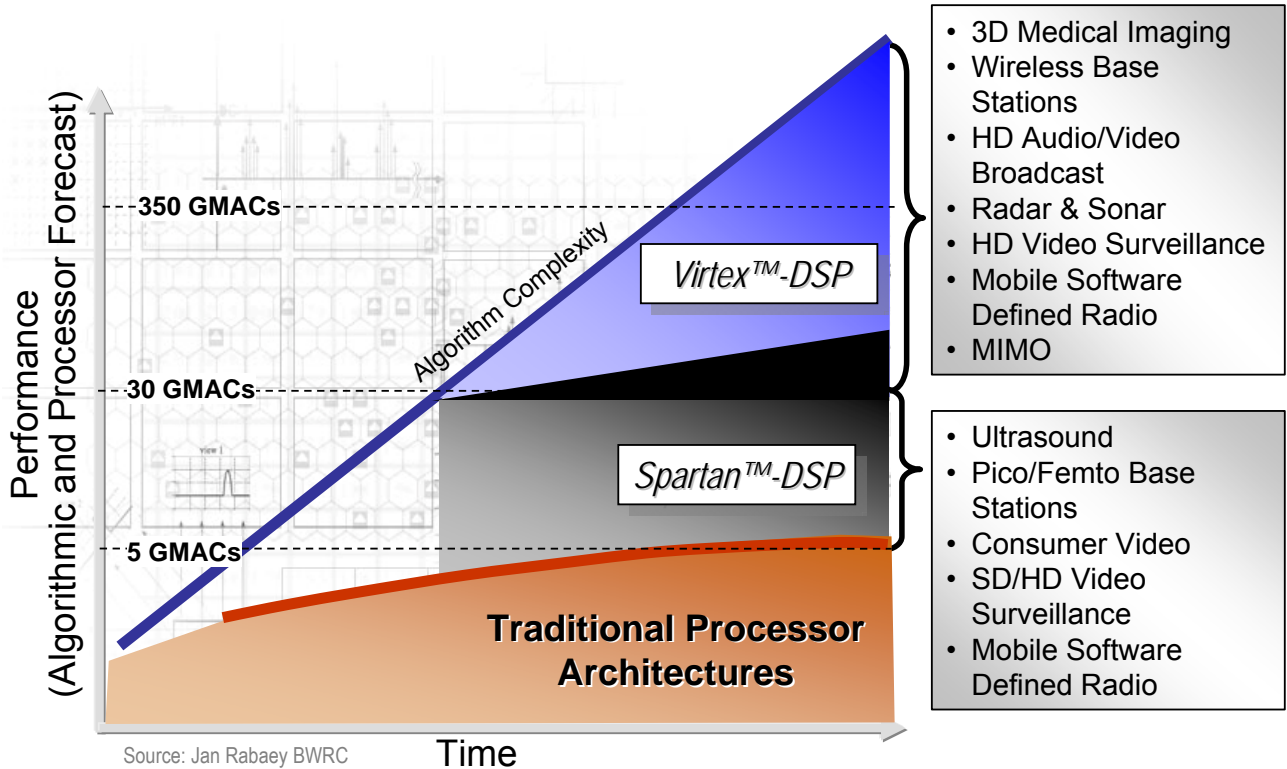 Performance
(Algorithmic and Processor Forecast)
350 GMACs
30 GMACs
5 GMACs
view 1
Algorithm Complexity
Virtex™-DSP
Spartan™-DSP
Traditional Processor
Architectures
Time
Source: Jan Rabaey BWRC
• 3D Medical Imaging
• Wireless Base
Stations
• HD Audio/Video
Broadcast
• Radar & Sonar
• HD Video Surveillance
• Mobile Software
Defined Radio
• MIMO
• Ultrasound
• Pico/Femto Base
Stations
• Consumer Video
• SD/HD Video
Surveillance
• Mobile Software
Defined Radio